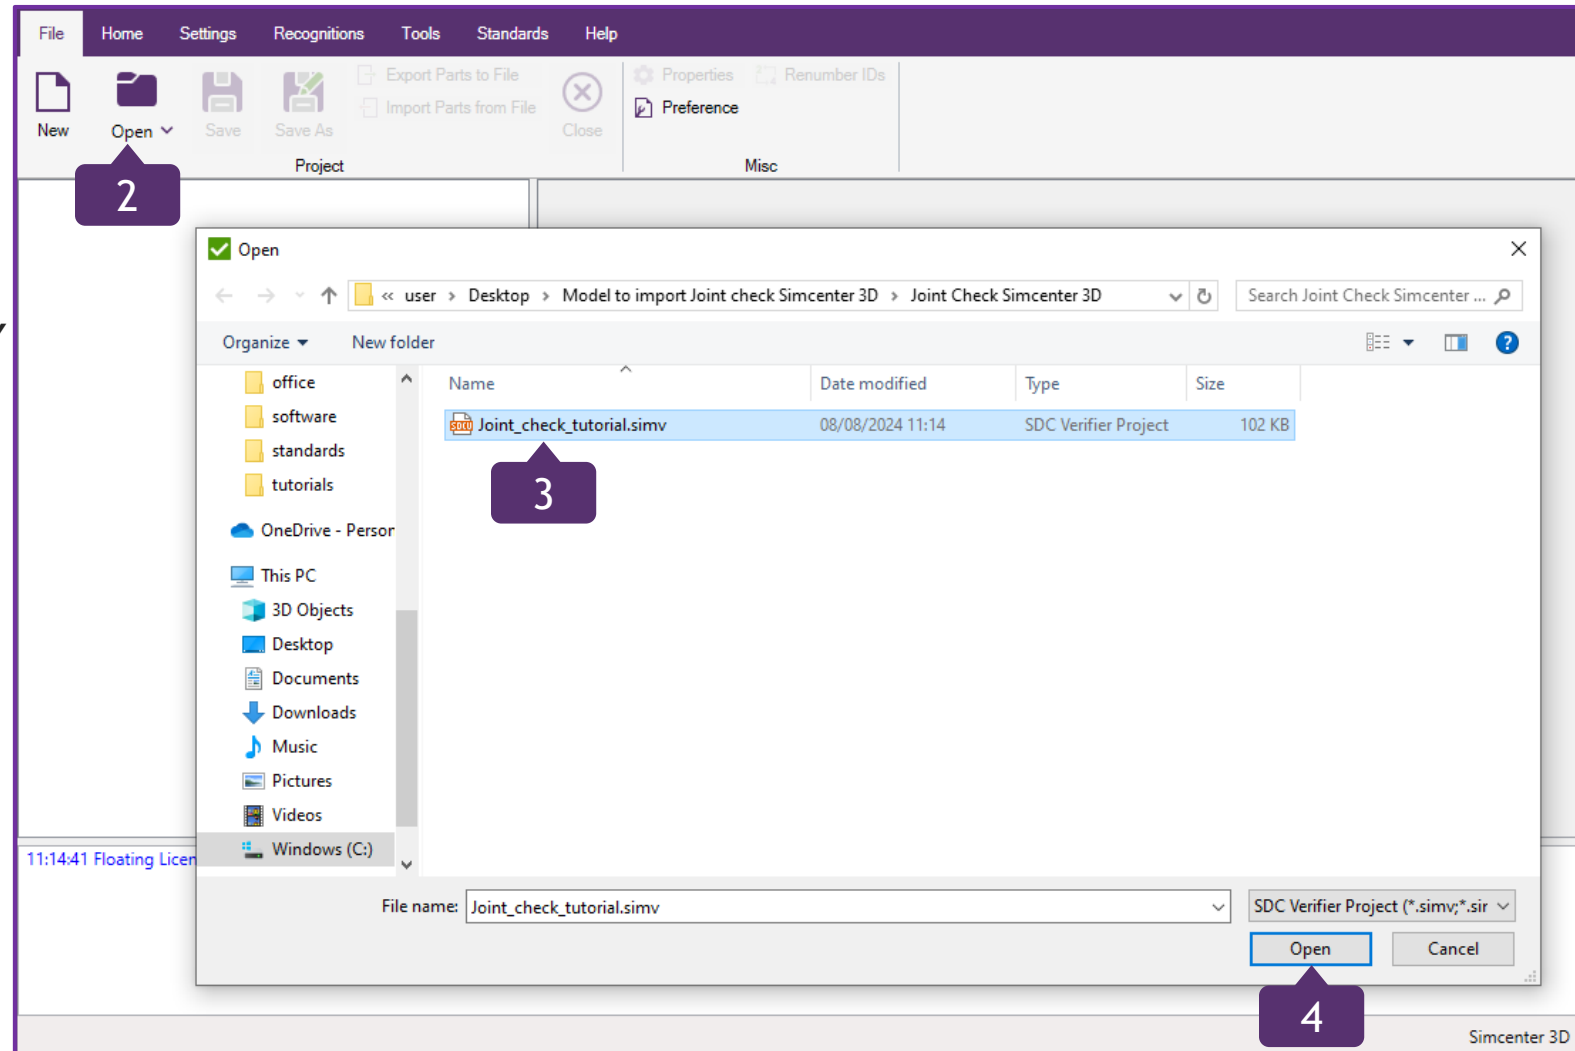 File Home Settings Recognitions Tools Standards Help
New Open Save Save As Export Parts to File Import Parts from File Close Properties Renumber IDs Preference
Project Misc
2
Open
« user > Desktop > Model to import Joint check Simcenter 3D > Joint Check Simcenter 3D Search Joint Check Simcenter ...
Organize New folder
Name Date modified Type Size
Joint_check_tutorial.simv 08/08/2024 11:14 SDC Verifier Project 102 KB
3
office
software
standards
tutorials
OneDrive - Person
This PC
3D Objects
Desktop
Documents
Downloads
Music
Pictures
Videos
Windows (C:)
11:14:41 Floating Licen
File name: Joint_check_tutorial.simv SDC Verifier Project (*.simv;*.sir
Open Cancel
4
Simcenter 3D